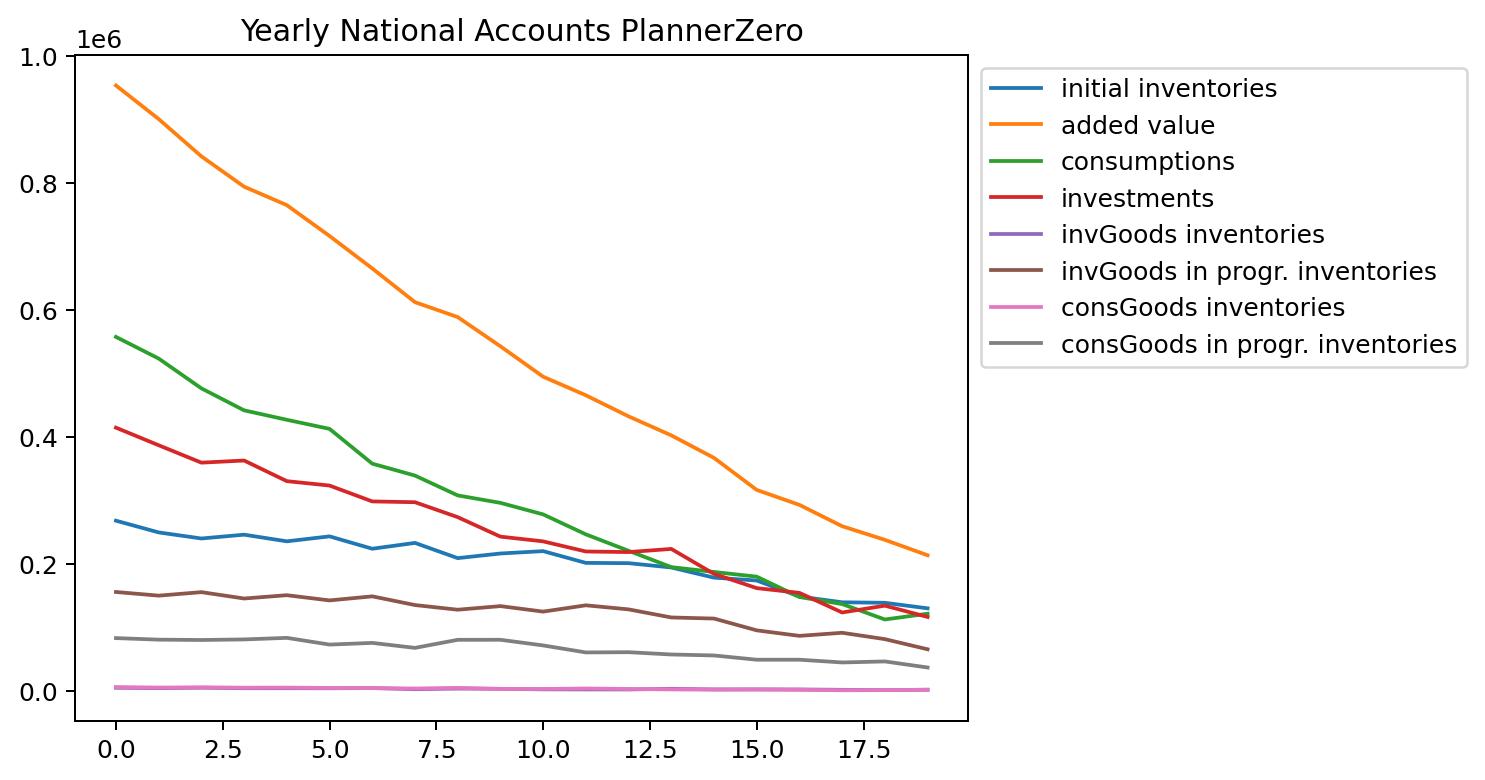 Yearly National Accounts PlannerZero
1e6
1.0
0.8
0.6
0.4
0.2
0.0
0.0 2.5 5.0 7.5 10.0 12.5 15.0 17.5
initial inventories
added value
consumptions
investments
invGoods inventories
invGoods in progr. inventories
consGoods inventories
consGoods in progr. inventories